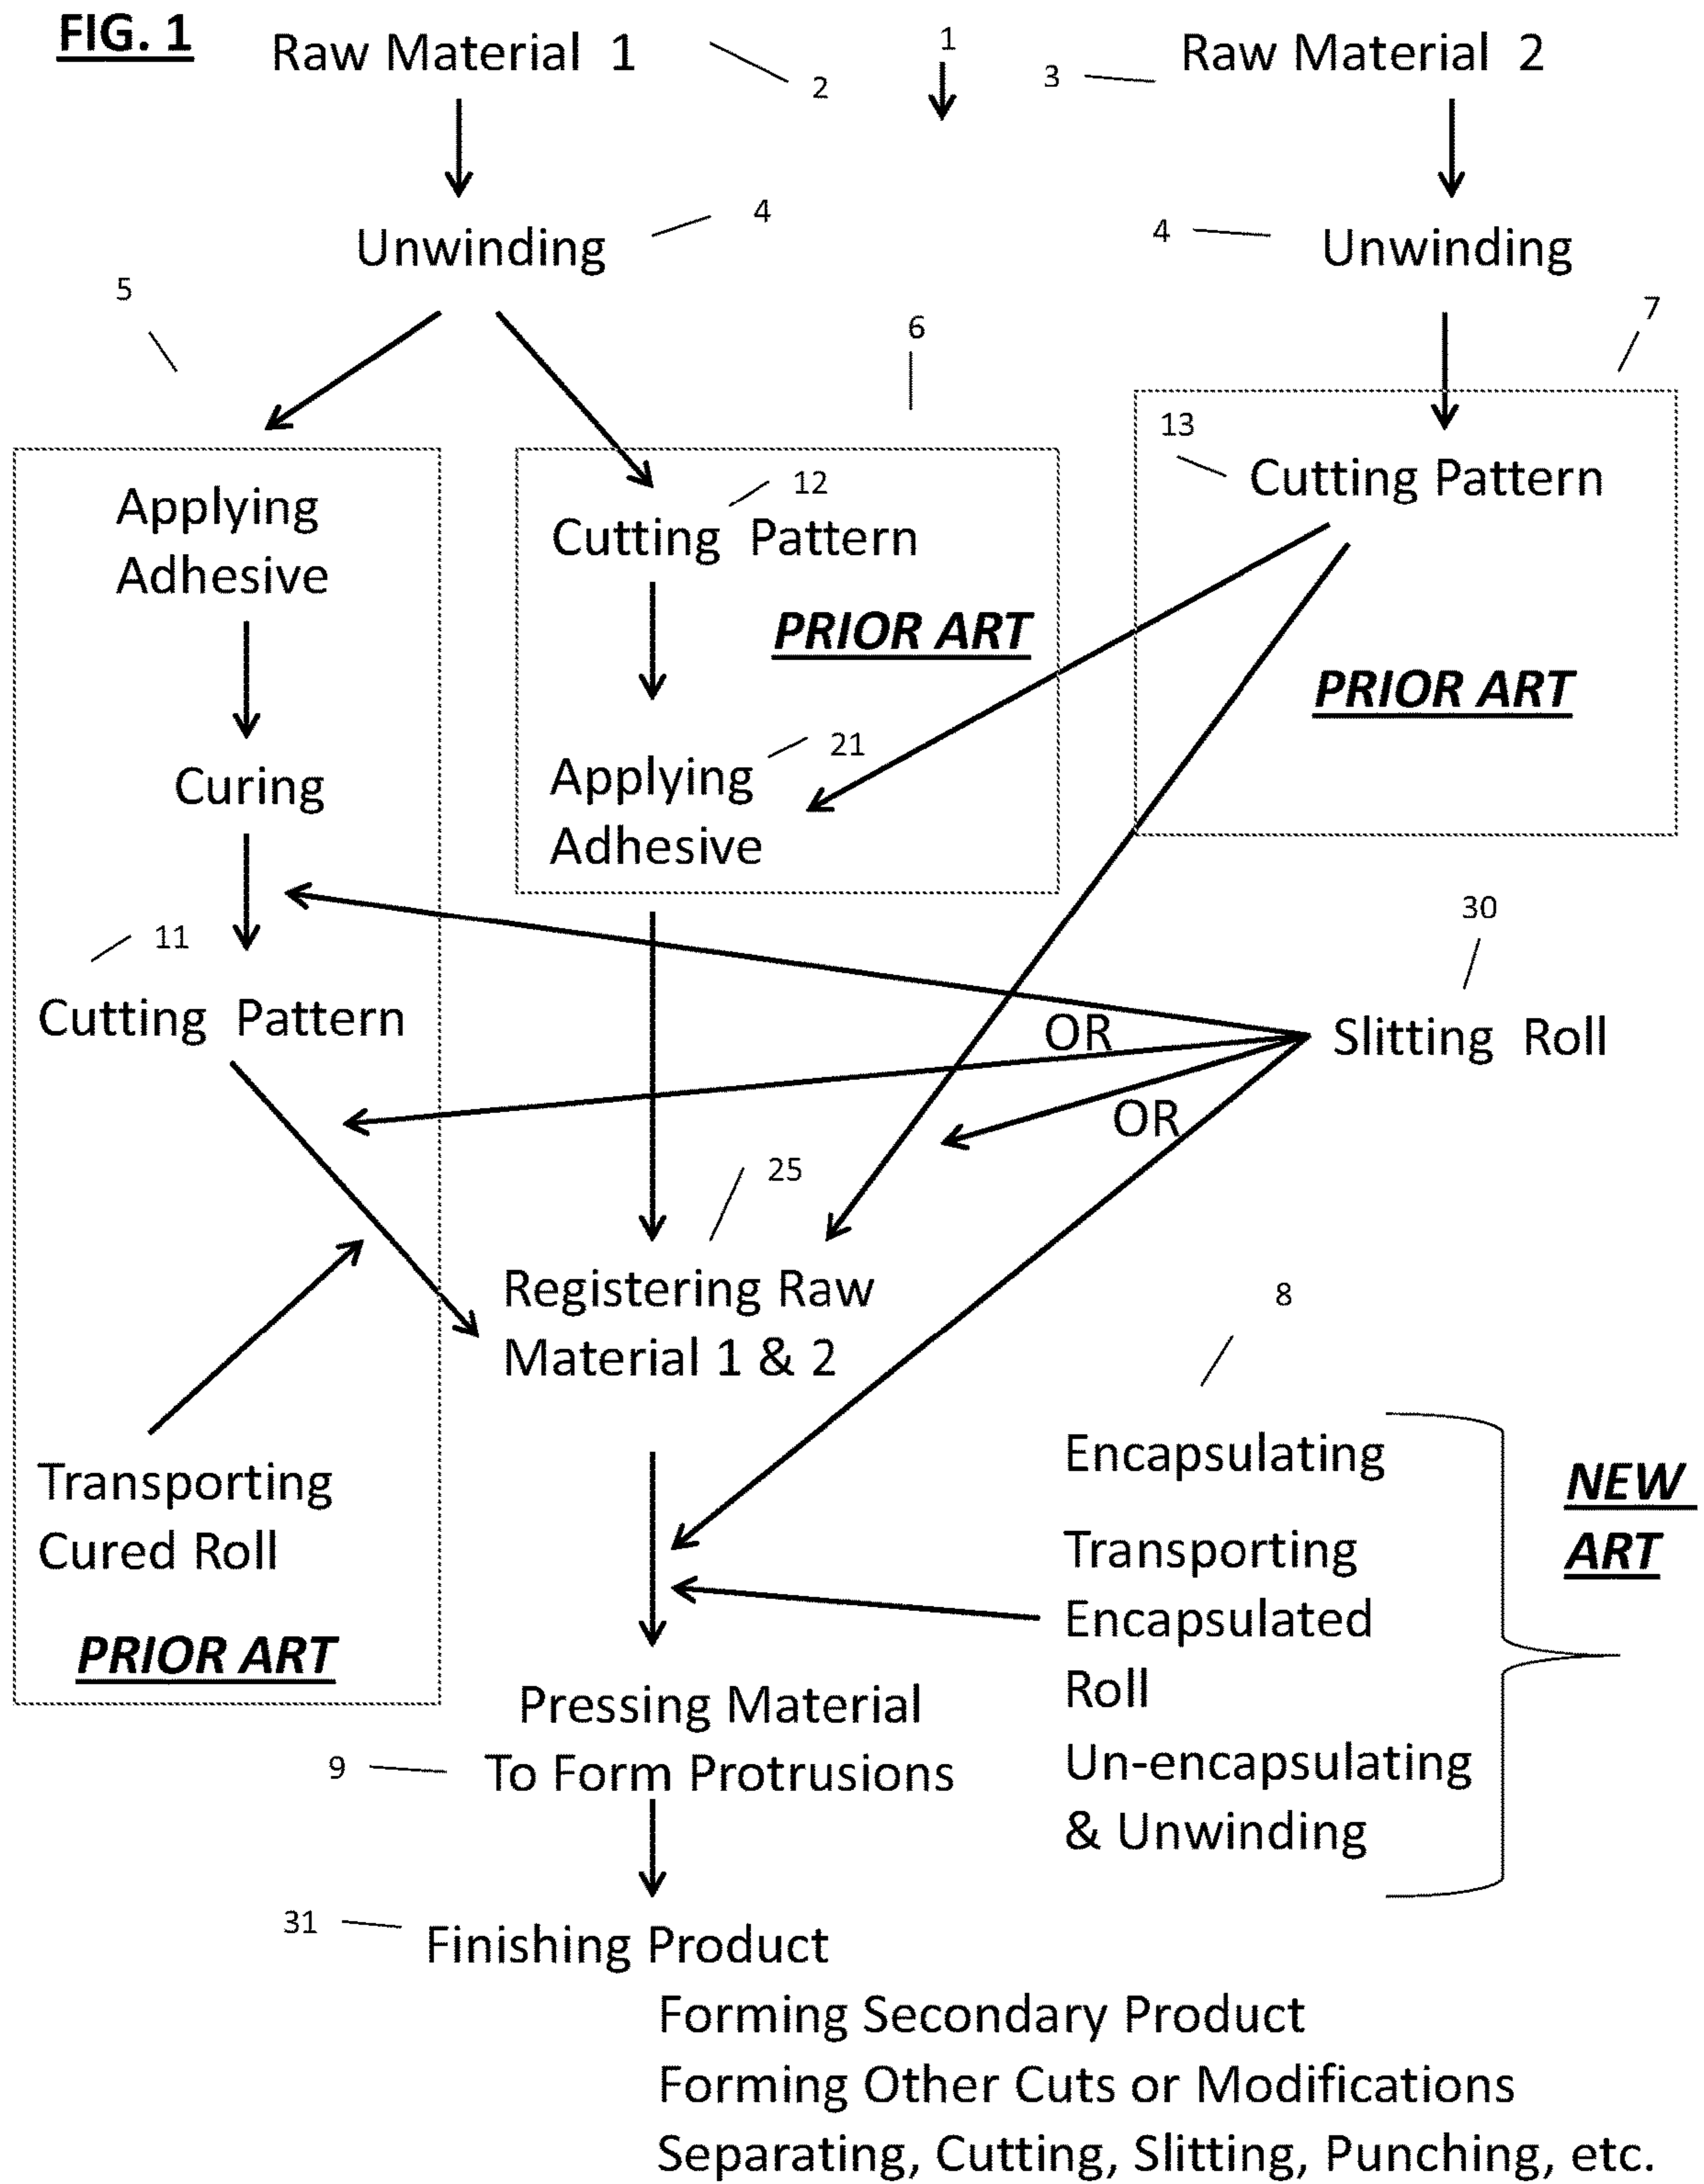 FIG. 1
Raw Material 1
2
1
3
Raw Material 2
Unwinding
4
4
Unwinding
5
6
7
Applying
Adhesive
Curing
11
Cutting Pattern
Transporting
Cured Roll
PRIOR ART
12
Cutting Pattern
PRIOR ART
21
Applying
Adhesive
13
Cutting Pattern
PRIOR ART
30
Slitting Roll
OR
OR
25
Registering Raw
Material 1 & 2
8
Encapsulating
Transporting
Encapsulated
Roll
Un-encapsulating
& Unwinding
NEW
ART
Pressing Material
9
To Form Protrusions
31
Finishing Product
Forming Secondary Product
Forming Other Cuts or Modifications
Separating, Cutting, Slitting, Punching, etc.